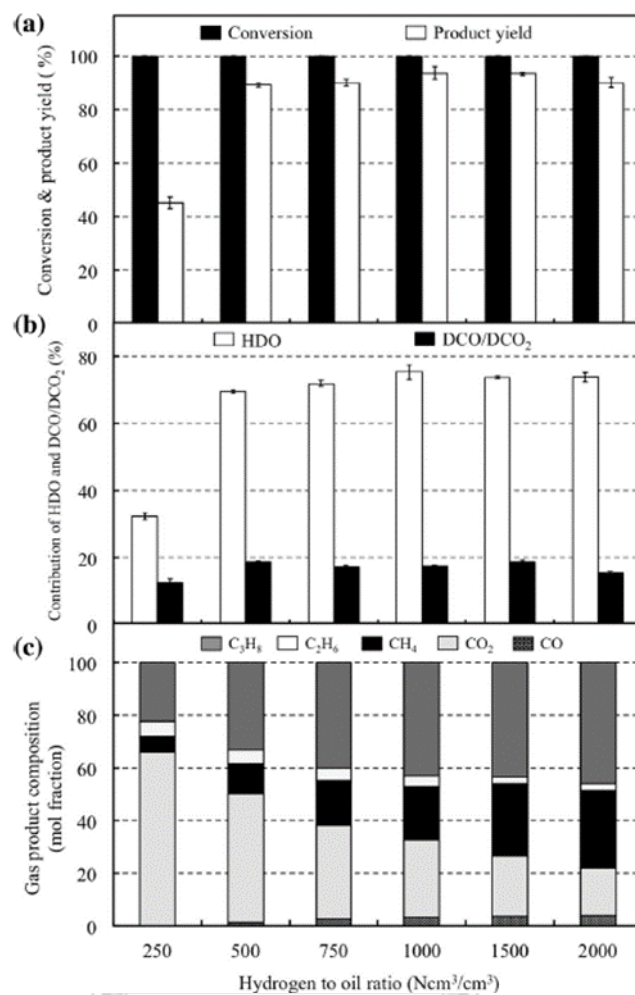 (a)
Conversion Product yield
Conversion & product yield (%)
100
80
60
40
20
0
(b)
HDO DCO/DCO₂
Contribution of HDO and DCO/DCO₂ (%)
80
60
40
20
0
(c)
C₃H₈ C₂H₆ CH₄ CO₂ CO
Gas product composition
(mol fraction)
100
80
60
40
20
0
250 500 750 1000 1500 2000
Hydrogen to oil ratio (Ncm³/cm³)